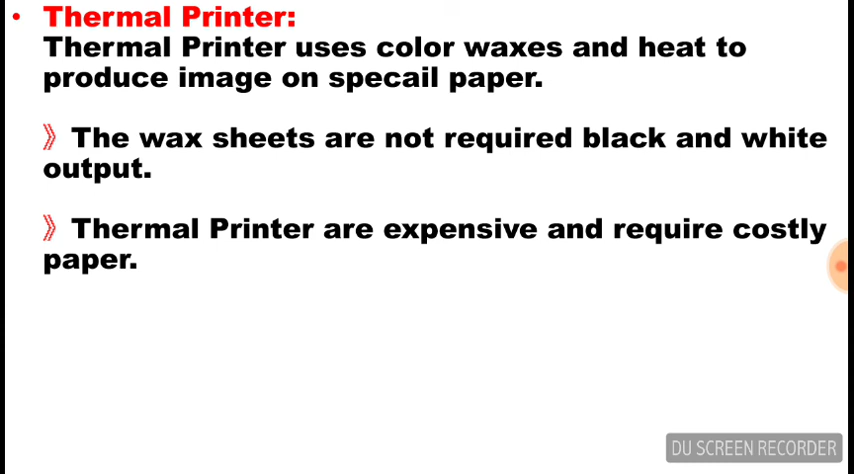 • Thermal Printer:
Thermal Printer uses color waxes and heat to
produce image on specail paper.
》 The wax sheets are not required black and white
output.
》 Thermal Printer are expensive and require costly
paper.
DU SCREEN RECORDER